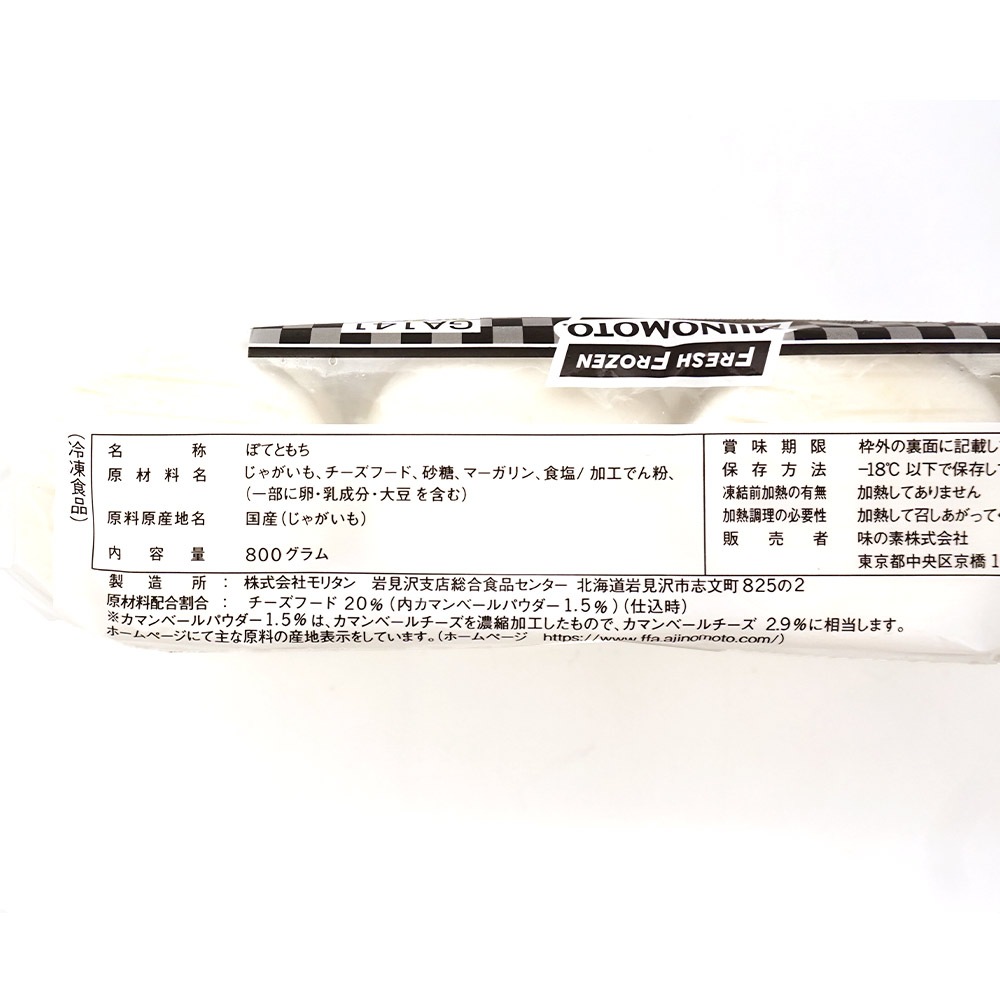 GA141
AJINOMOTO.
FRESH FROZEN
(冷凍食品)
名称 ぽてともち
原材料名 じゃがいも、チーズフード、砂糖、マーガリン、食塩/加工でん粉、
(一部に卵・乳成分・大豆を含む)
原料原産地名 国産(じゃがいも)
内容量 800グラム
賞味期限 枠外の裏面に記載し
保存方法 -18℃以下で保存し
凍結前加熱の有無 加熱してありません
加熱調理の必要性 加熱して召しあがって
販売者 味の素株式会社
東京都中央区京橋1
製造所 : 株式会社モリタン 岩見沢支店総合食品センター 北海道岩見沢市志文町825の2
原材料配合割合 : チーズフード20%(内カマンベールパウダー1.5%)(仕込時)
※カマンベールパウダー1.5%は、カマンベールチーズを濃縮加工したもので、カマンベールチーズ 2.9%に相当します。
ホームページにて主な原料の産地表示をしています。(ホームページ https://www.ffa.ajinomoto.com/)